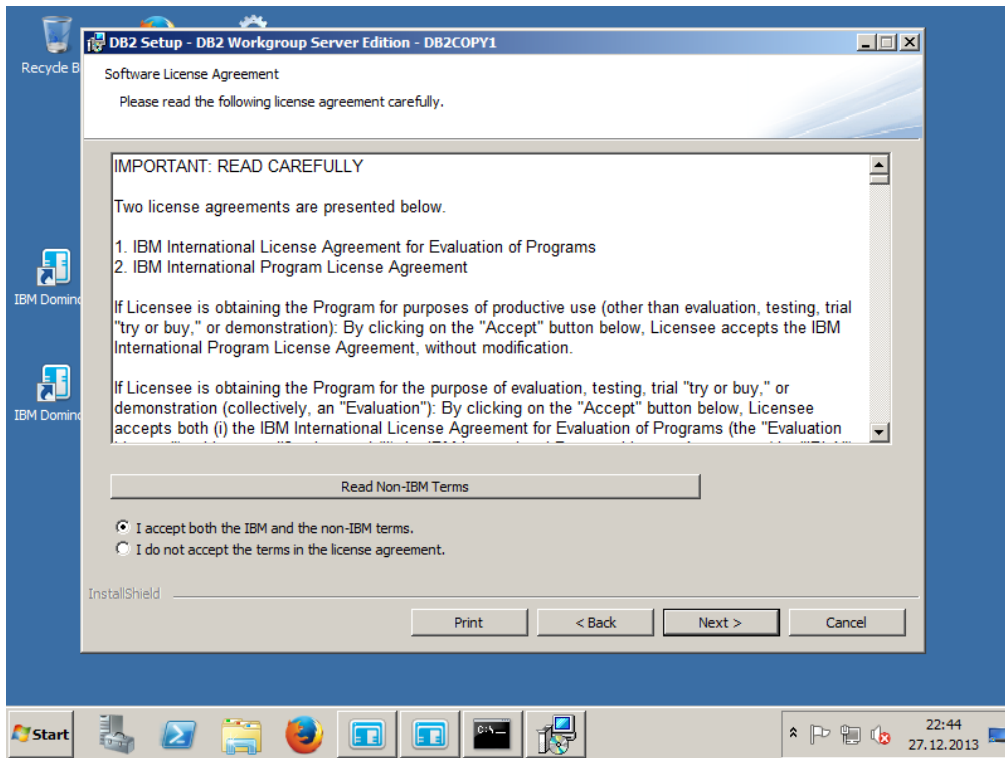 Recycle B
DB2 Setup - DB2 Workgroup Server Edition - DB2COPY1
Software License Agreement
Please read the following license agreement carefully.
IMPORTANT: READ CAREFULLY
Two license agreements are presented below.
1. IBM International License Agreement for Evaluation of Programs
2. IBM International Program License Agreement
If Licensee is obtaining the Program for purposes of productive use (other than evaluation, testing, trial
"try or buy," or demonstration): By clicking on the "Accept" button below, Licensee accepts the IBM
International Program License Agreement, without modification.
If Licensee is obtaining the Program for the purpose of evaluation, testing, trial "try or buy," or
demonstration (collectively, an "Evaluation"): By clicking on the "Accept" button below, Licensee
accepts both (i) the IBM International License Agreement for Evaluation of Programs (the "Evaluation
IBM Domino
IBM Domino
Read Non-IBM Terms
I accept both the IBM and the non-IBM terms.
I do not accept the terms in the license agreement.
InstallShield
Print
< Back
Next >
Cancel
Start
C:\_
22:44
27.12.2013